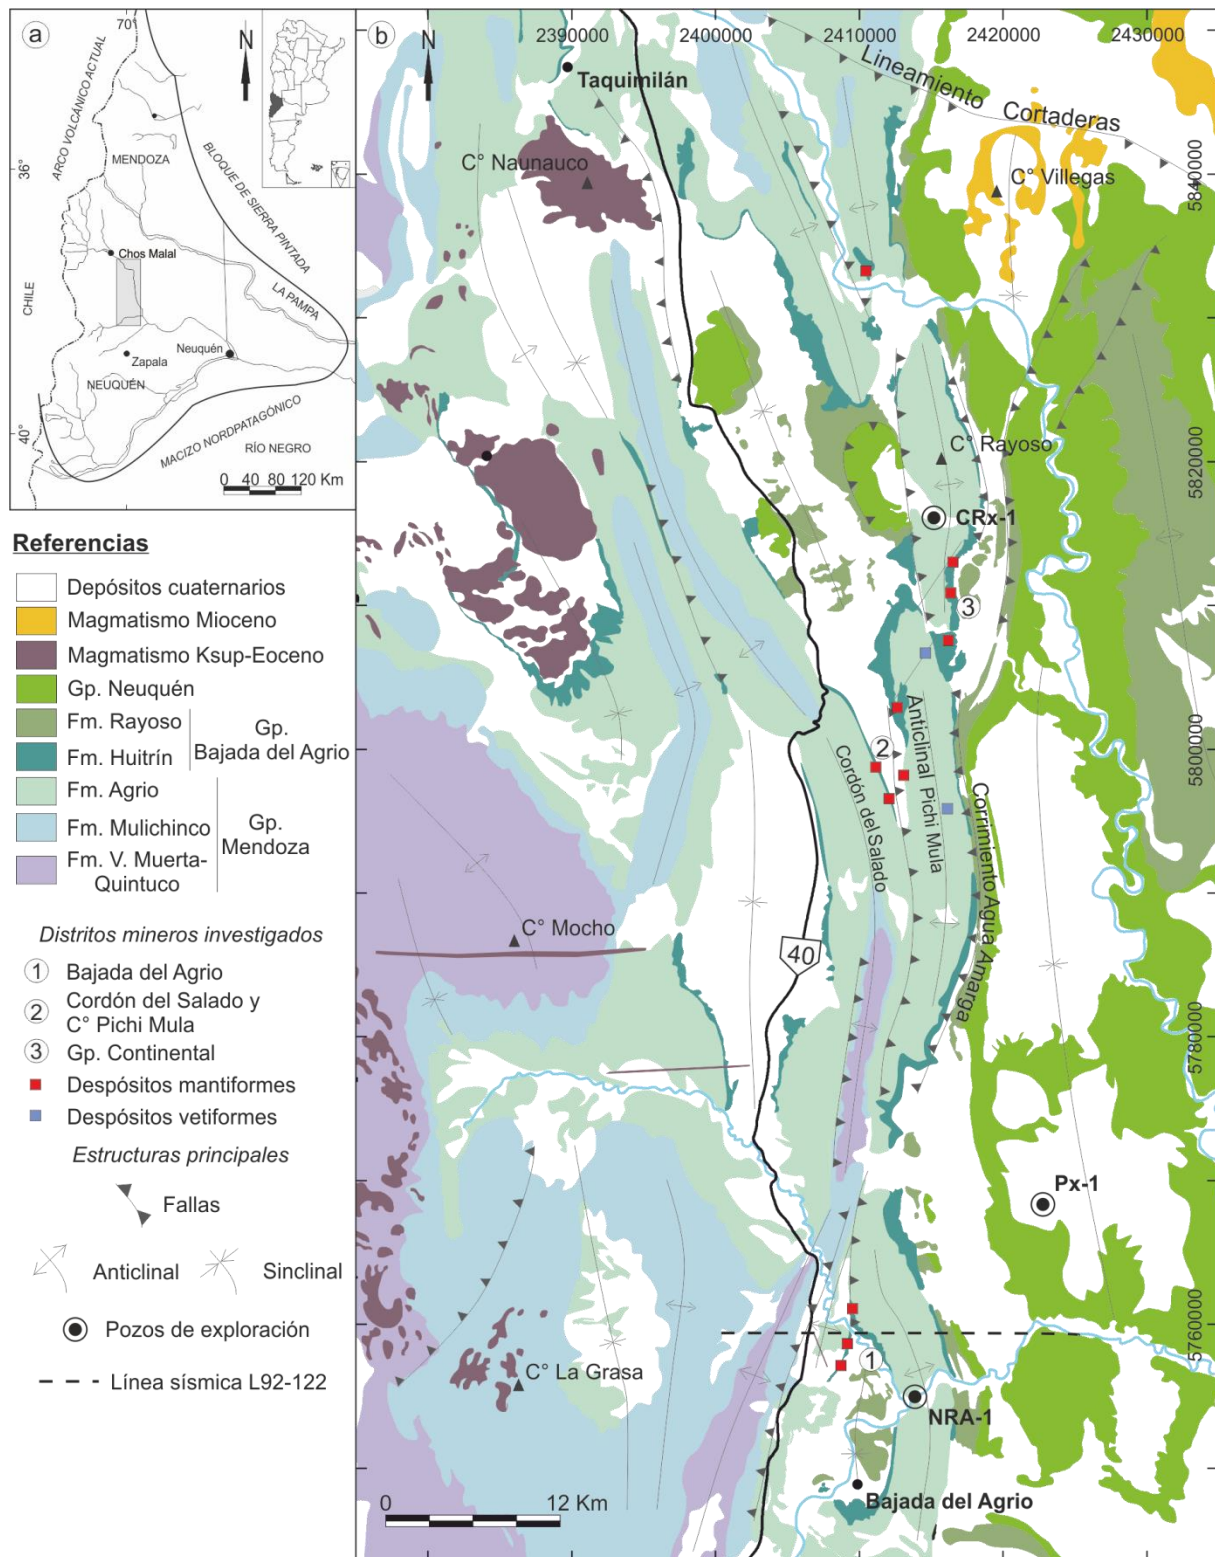 a
70°
N
ARCO VOLCÁNICO ACTUAL
MENDOZA
BLOQUE DE SIERRA PINTADA
36°
Chos Malal
LA PAMPA
CHILE
Neuquén
Zapala
NEUQUÉN
40°
MACIZO NORDPATAGÓNICO
RÍO NEGRO
0 40 80 120 Km
Referencias
Depósitos cuaternarios
Magmatismo Mioceno
Magmatismo Ksup-Eoceno
Gp. Neuquén
Fm. Rayoso
Fm. Huitrín
Gp.
Bajada del Agrio
Fm. Agrio
Fm. Mulichinco
Fm. V. Muerta-
Quintuco
Gp.
Mendoza
Distritos mineros investigados
1 Bajada del Agrio
2 Cordón del Salado y
C° Pichi Mula
3 Gp. Continental
Despósitos mantiformes
Despósitos vetiformes
Estructuras principales
Fallas
Anticlinal
Sinclinal
Pozos de exploración
Línea sísmica L92-122
b
N
2390000
2400000
2410000
2420000
2430000
Taquimilán
Lineamiento Cortaderas
C° Naunauco
C° Villegas
5840000
C° Rayoso
5820000
CRx-1
3
Anticlinal Pichi Mula
2
Cordón del Salado
5800000
Corrimiento Agua Amarga
C° Mocho
40
5780000
Px-1
5760000
1
C° La Grasa
NRA-1
Bajada del Agrio
0 12 Km